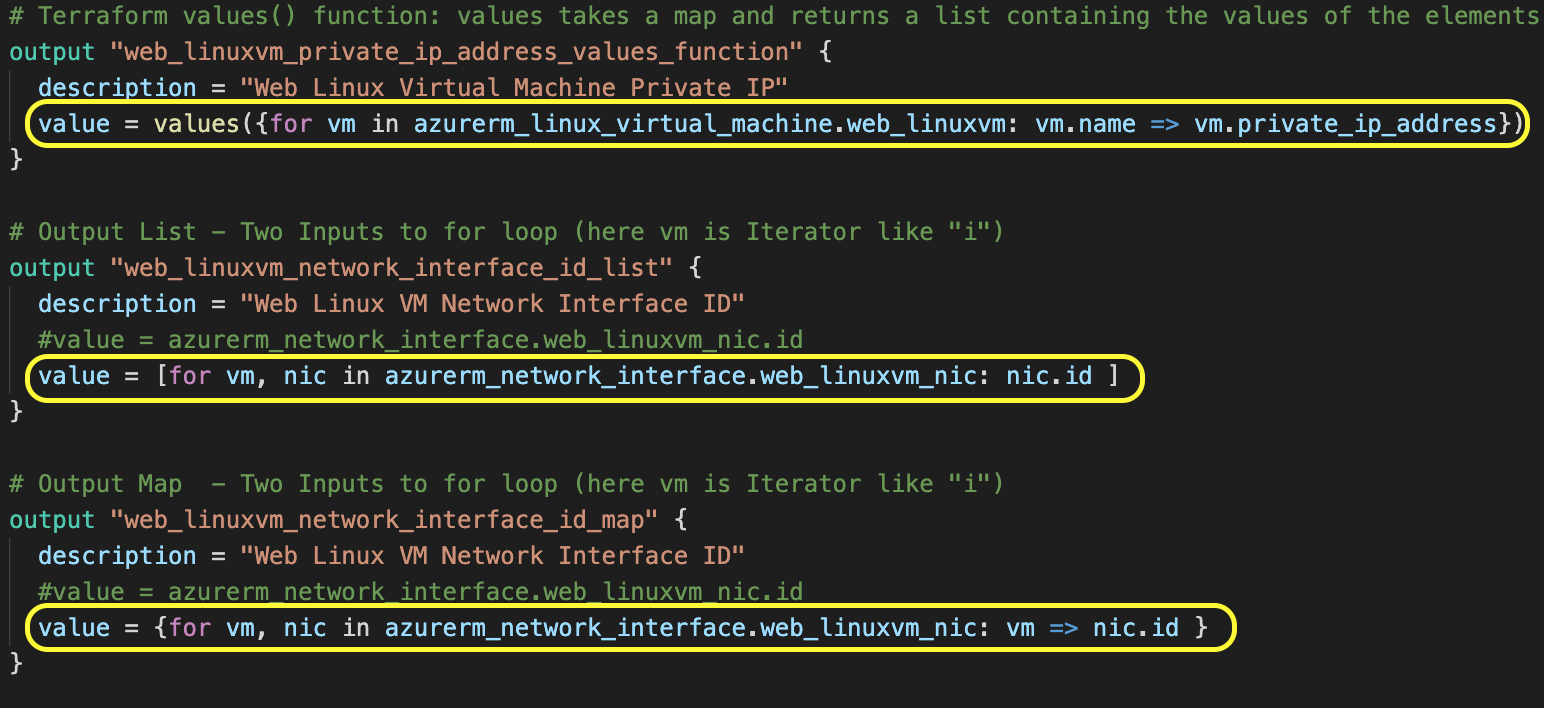 # Terraform values() function: values takes a map and returns a list containing the values of the elements
output "web_linuxvm_private_ip_address_values_function" {
  description = "Web Linux Virtual Machine Private IP"
  value = values({for vm in azurerm_linux_virtual_machine.web_linuxvm: vm.name => vm.private_ip_address})
}

# Output List – Two Inputs to for loop (here vm is Iterator like "i")
output "web_linuxvm_network_interface_id_list" {
  description = "Web Linux VM Network Interface ID"
  #value = azurerm_network_interface.web_linuxvm_nic.id
  value = [for vm, nic in azurerm_network_interface.web_linuxvm_nic: nic.id ]
}

# Output Map  – Two Inputs to for loop (here vm is Iterator like "i")
output "web_linuxvm_network_interface_id_map" {
  description = "Web Linux VM Network Interface ID"
  #value = azurerm_network_interface.web_linuxvm_nic.id
  value = {for vm, nic in azurerm_network_interface.web_linuxvm_nic: vm => nic.id }
}